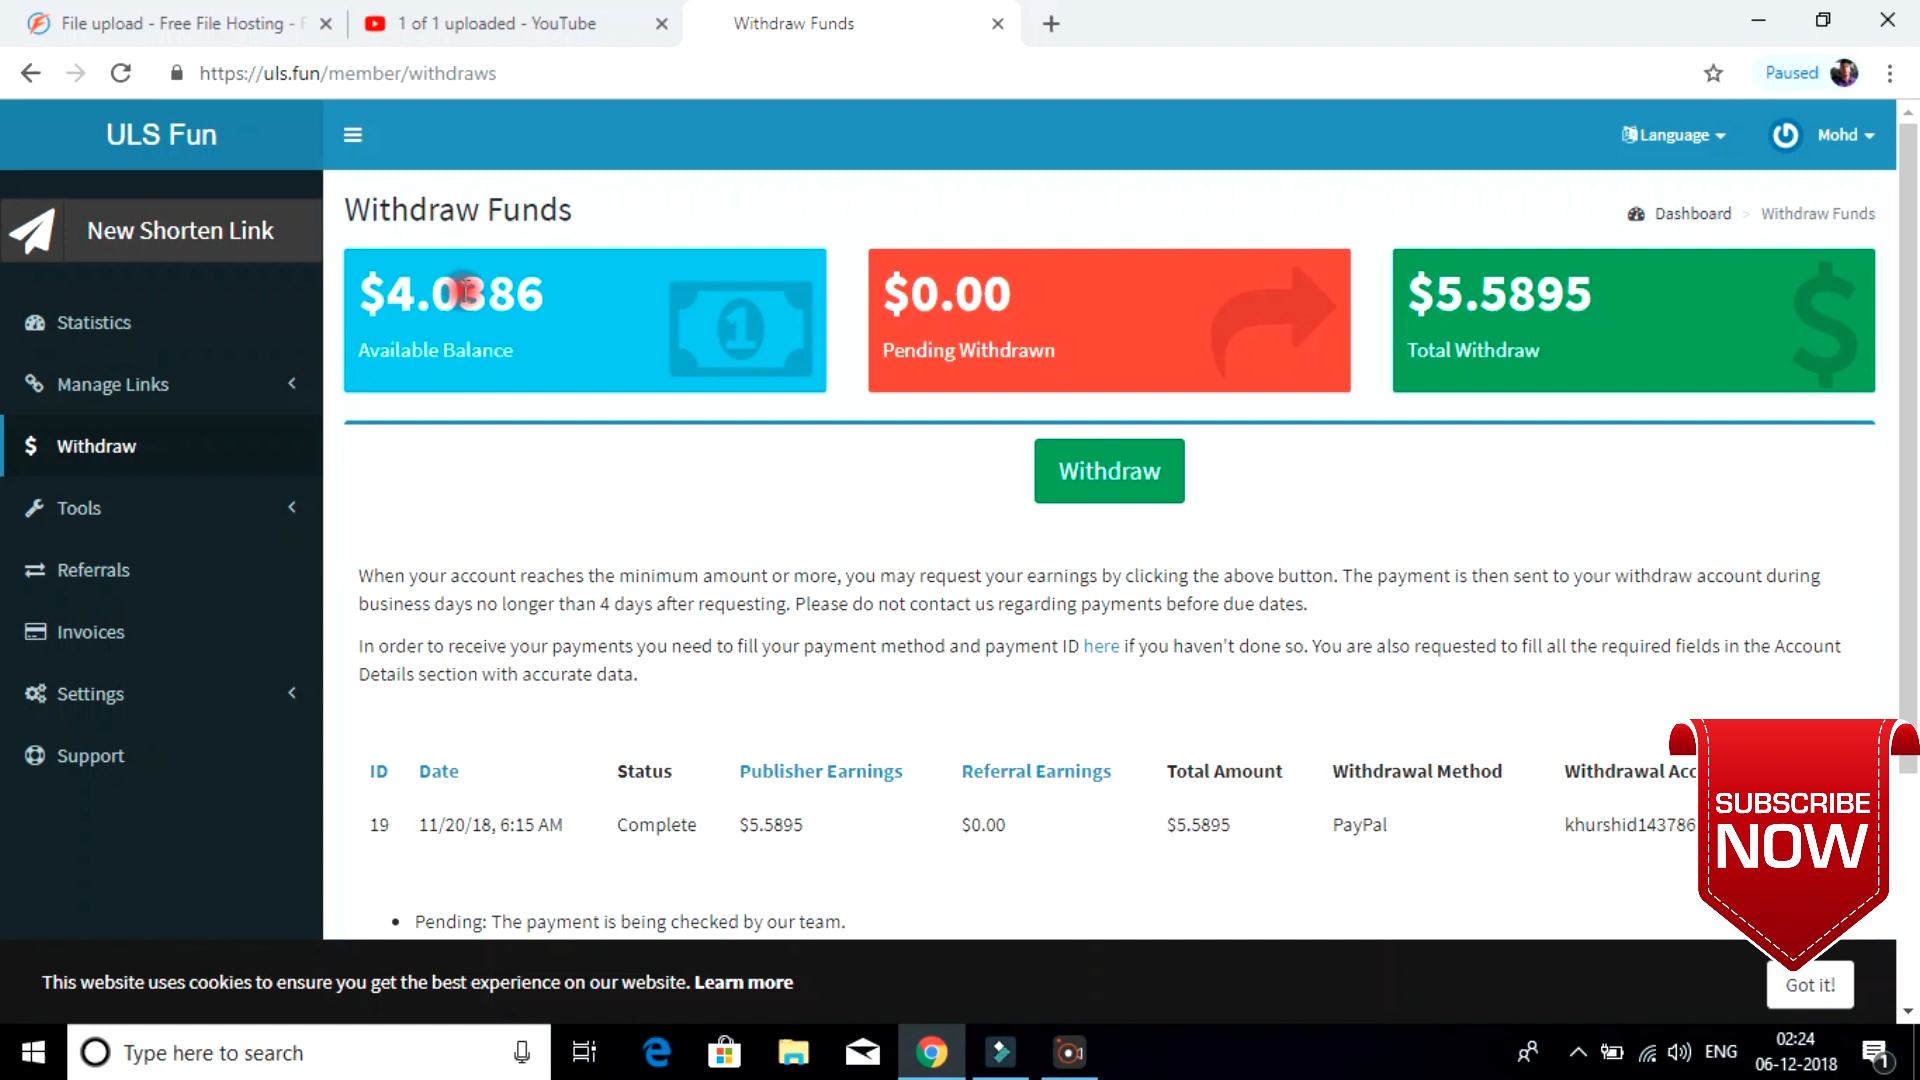 File upload - Free File Hosting - F
1 of 1 uploaded - YouTube
Withdraw Funds
https://uls.fun/member/withdraws
Paused
ULS Fun
Language
Mohd
New Shorten Link
Withdraw Funds
Dashboard > Withdraw Funds
$4.0386
Available Balance
$0.00
Pending Withdrawn
$5.5895
Total Withdraw
Statistics
Manage Links
Withdraw
Tools
Referrals
Invoices
Settings
Support
Withdraw
When your account reaches the minimum amount or more, you may request your earnings by clicking the above button. The payment is then sent to your withdraw account during
business days no longer than 4 days after requesting. Please do not contact us regarding payments before due dates.
In order to receive your payments you need to fill your payment method and payment ID here if you haven't done so. You are also requested to fill all the required fields in the Account
Details section with accurate data.
ID Date Status Publisher Earnings Referral Earnings Total Amount Withdrawal Method Withdrawal Acc
19 11/20/18, 6:15 AM Complete $5.5895 $0.00 $5.5895 PayPal khurshid143786
• Pending: The payment is being checked by our team.
SUBSCRIBE
NOW
This website uses cookies to ensure you get the best experience on our website. Learn more
Got it!
Type here to search
ENG
02:24
06-12-2018
1